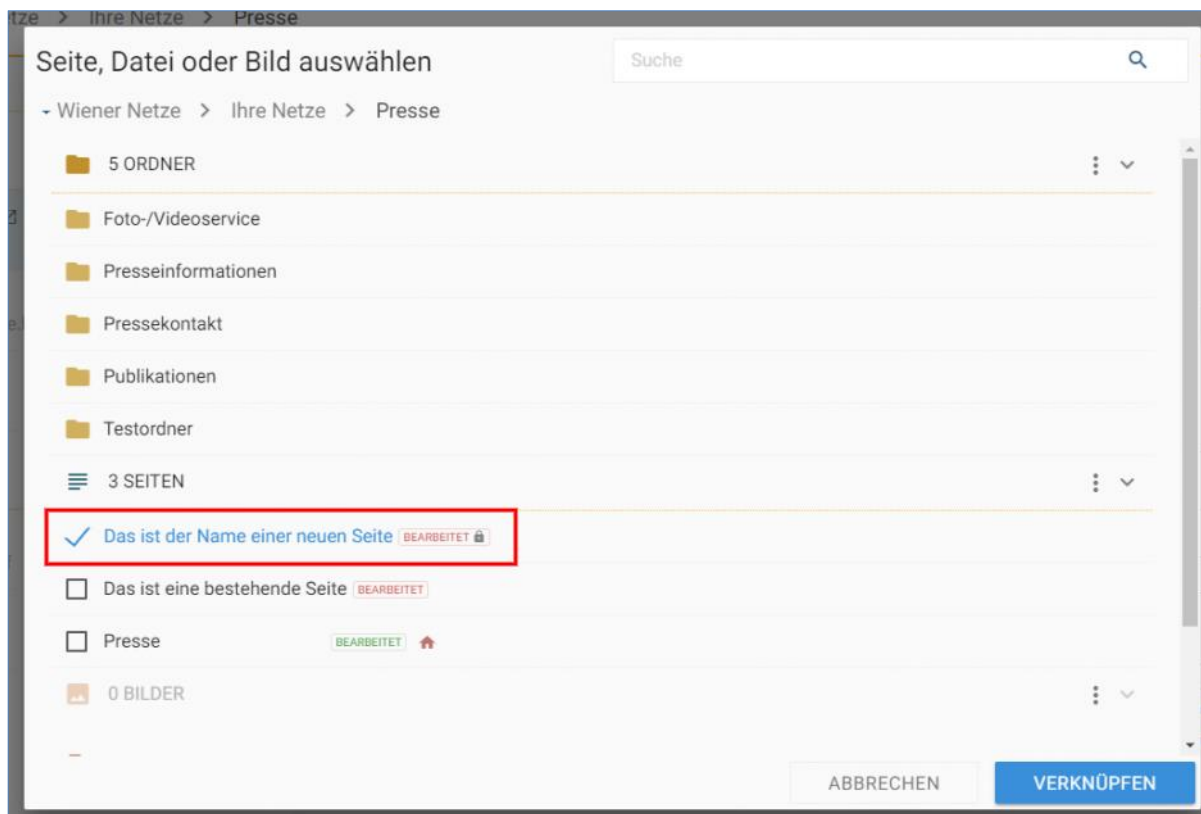 tze > Ihre Netze > Presse
Seite, Datei oder Bild auswählen
Suche
Wiener Netze > Ihre Netze > Presse
5 ORDNER
Foto-/Videoservice
Presseinformationen
Pressekontakt
Publikationen
Testordner
3 SEITEN
Das ist der Name einer neuen Seite BEARBEITET
Das ist eine bestehende Seite BEARBEITET
Presse BEARBEITET
0 BILDER
ABBRECHEN VERKNÜPFEN